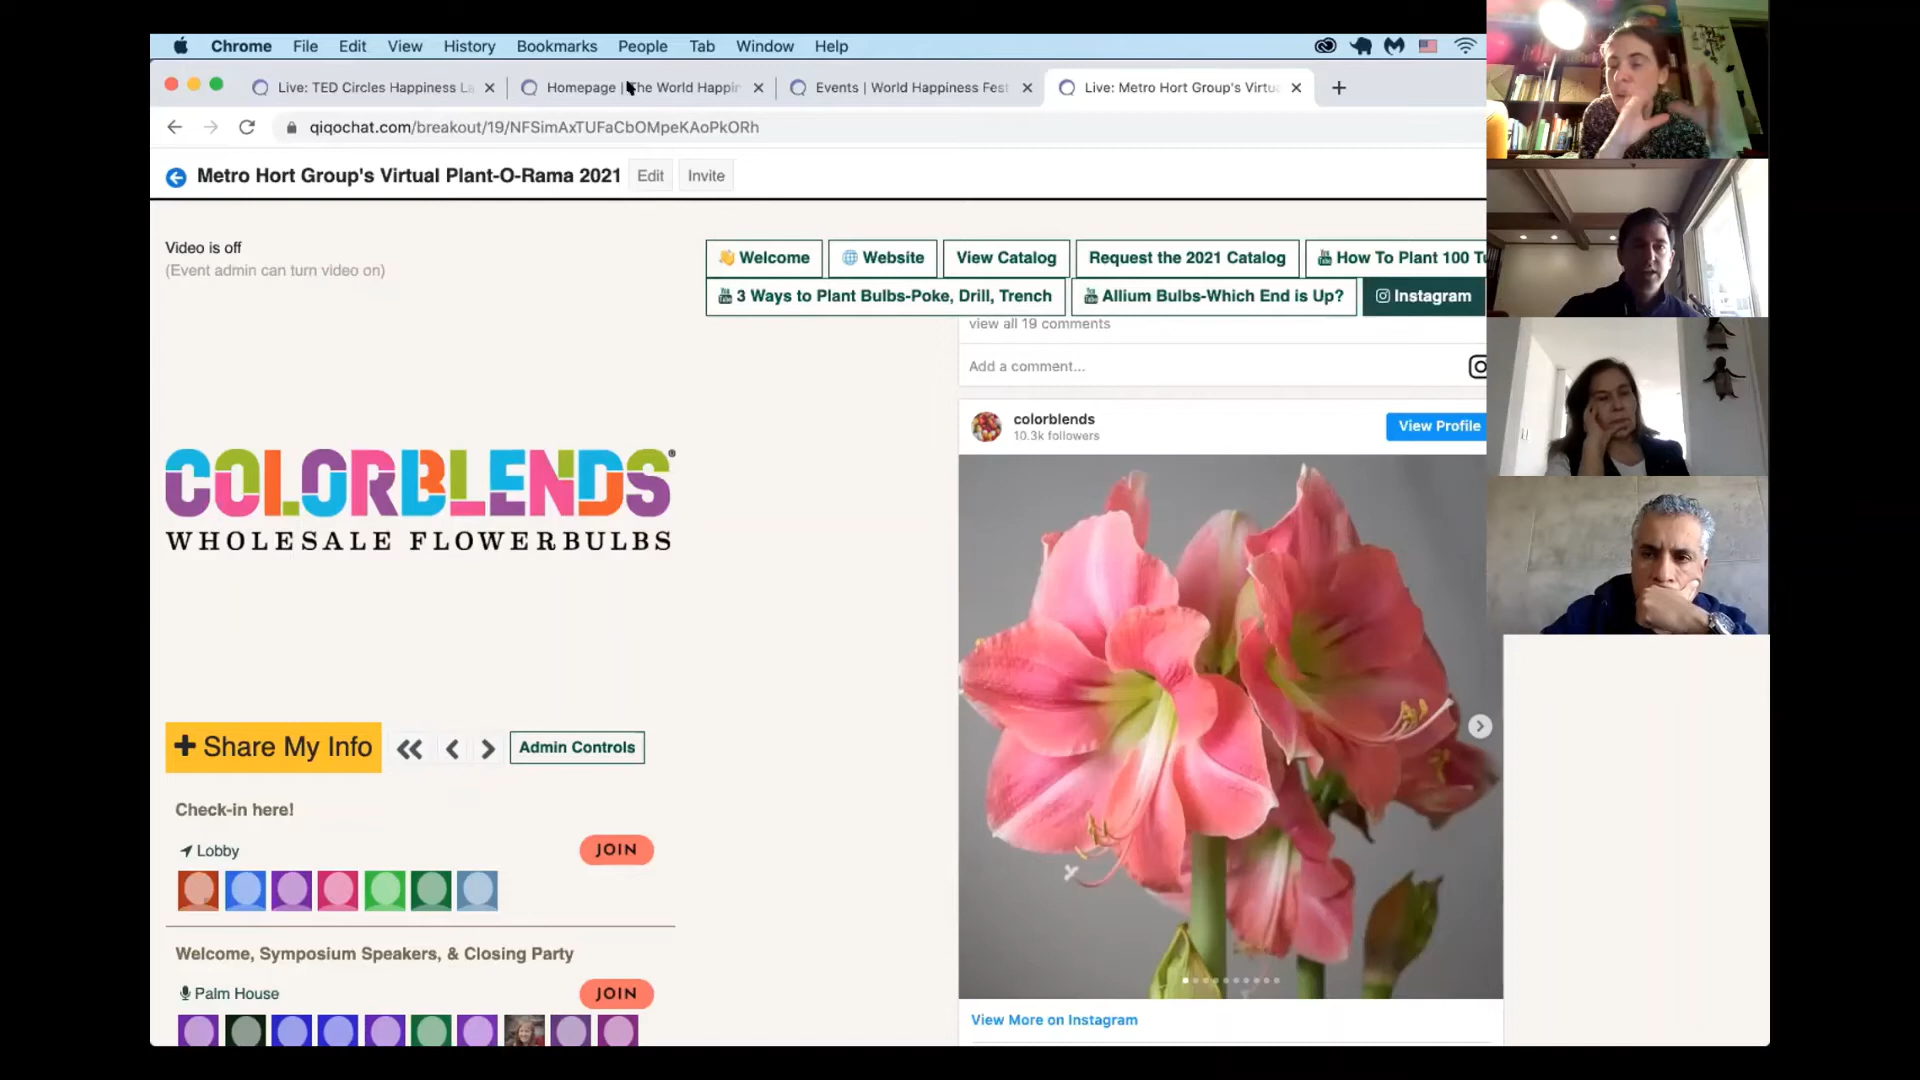 Chrome File Edit View History Bookmarks People Tab Window Help
Live: TED Circles Happiness La
Homepage | The World Happin
Events | World Happiness Fest
Live: Metro Hort Group's Virtua
qiqochat.com/breakout/19/NFSimAxTUFaCbOMpeKAoPkORh
Metro Hort Group's Virtual Plant-O-Rama 2021 Edit Invite
Video is off
(Event admin can turn video on)
Welcome Website View Catalog Request the 2021 Catalog How To Plant 100 Tu
3 Ways to Plant Bulbs-Poke, Drill, Trench Allium Bulbs-Which End is Up? Instagram
view all 19 comments
Add a comment...
colorblends
10.3k followers
View Profile
COLORBLENDS®
WHOLESALE FLOWERBULBS
+ Share My Info Admin Controls
Check-in here!
Lobby JOIN
Welcome, Symposium Speakers, & Closing Party
Palm House JOIN
View More on Instagram